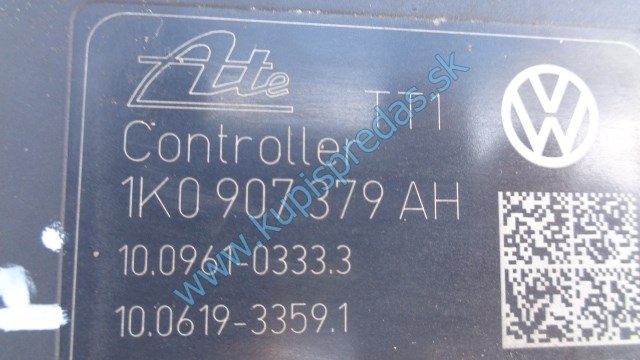 Ate
TT1
Controller
1K0 907 379 AH
10.0961-0333.3
10.0619-3359.1
www.kupispredas.sk